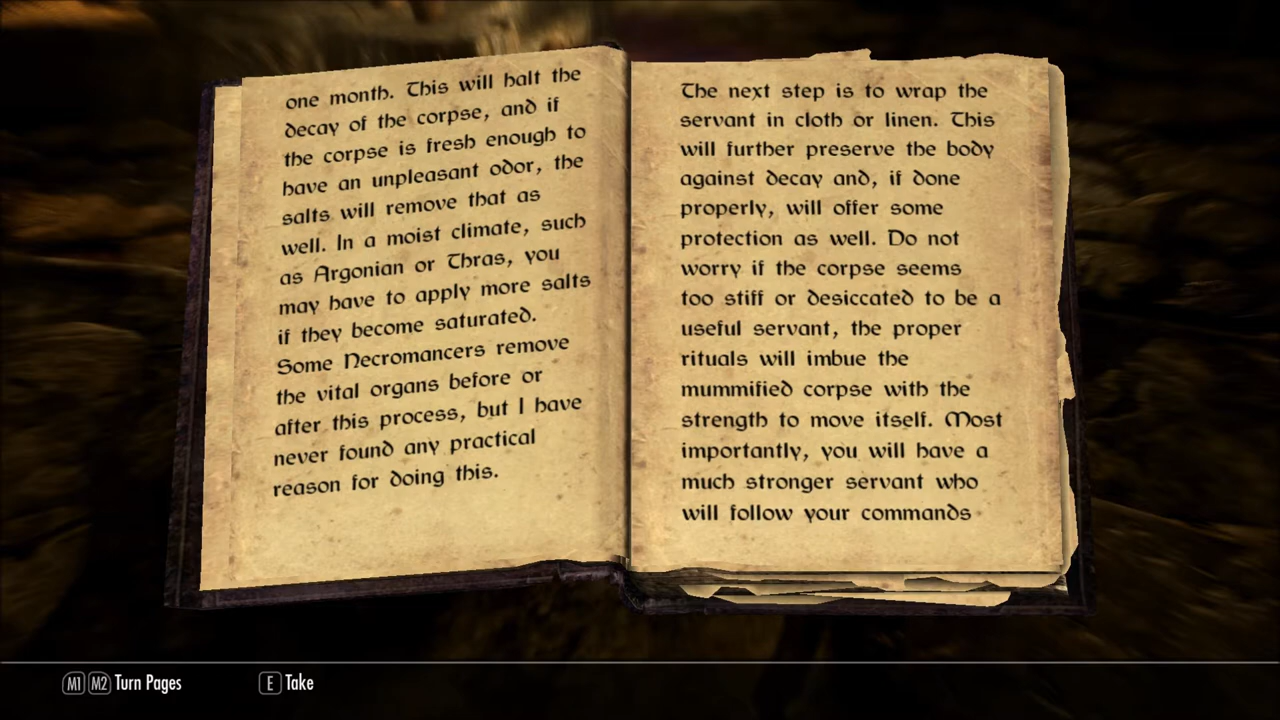 one month. This will halt the
decay of the corpse, and if
the corpse is fresh enough to
have an unpleasant odor, the
salts will remove that as
well. In a moist climate, such
as Argonian or Thras, you
may have to apply more salts
if they become saturated.
Some Necromancers remove
the vital organs before or
after this process, but I have
never found any practical
reason for doing this.
The next step is to wrap the
servant in cloth or linen. This
will further preserve the body
against decay and, if done
properly, will offer some
protection as well. Do not
worry if the corpse seems
too stiff or desiccated to be a
useful servant, the proper
rituals will imbue the
mummified corpse with the
strength to move itself. Most
importantly, you will have a
much stronger servant who
will follow your commands
M1 M2 Turn Pages
E Take